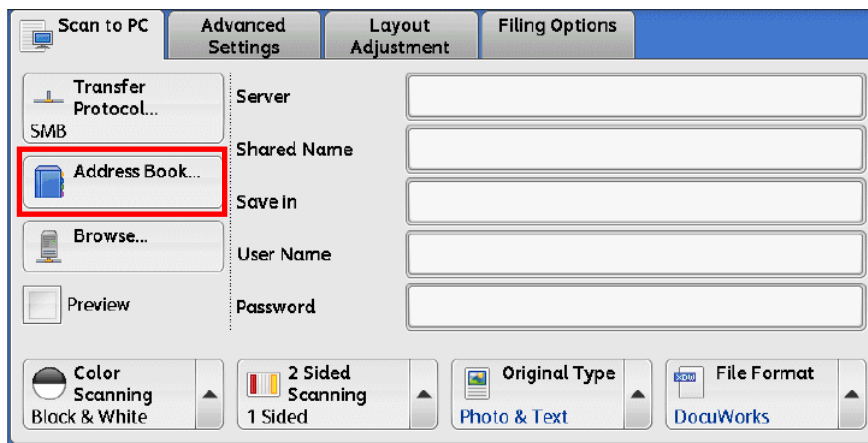 Scan to PC
Advanced
Settings
Layout
Adjustment
Filing Options
Transfer
Protocol...
SMB
Server
Shared Name
Address Book...
Save in
Browse...
User Name
Preview
Password
Color
Scanning
Black & White
2 Sided
Scanning
1 Sided
Original Type
Photo & Text
XDW
File Format
DocuWorks